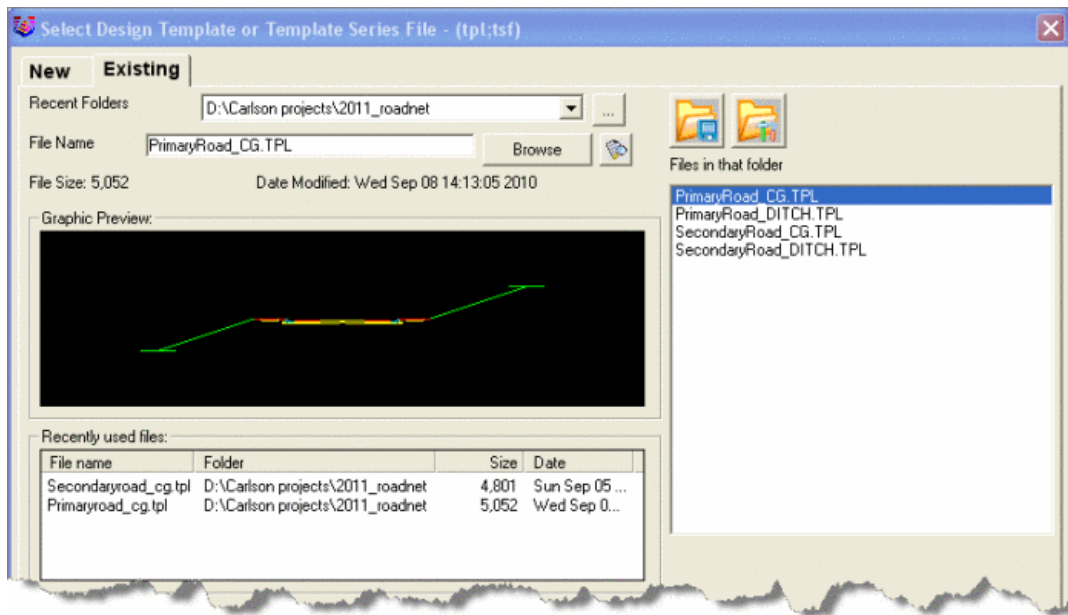 Select Design Template or Template Series File - (tpl;tsf)
New Existing
Recent Folders D:\Carlson projects\2011_roadnet ...
File Name PrimaryRoad_CG.TPL Browse
File Size: 5,052 Date Modified: Wed Sep 08 14:13:05 2010
Graphic Preview:
Recently used files:
File name Folder Size Date
Secondaryroad_cg.tpl D:\Carlson projects\2011_roadnet 4,801 Sun Sep 05 ...
Primaryroad_cg.tpl D:\Carlson projects\2011_roadnet 5,052 Wed Sep 0...
Files in that folder
PrimaryRoad_CG.TPL
PrimaryRoad_DITCH.TPL
SecondaryRoad_CG.TPL
SecondaryRoad_DITCH.TPL